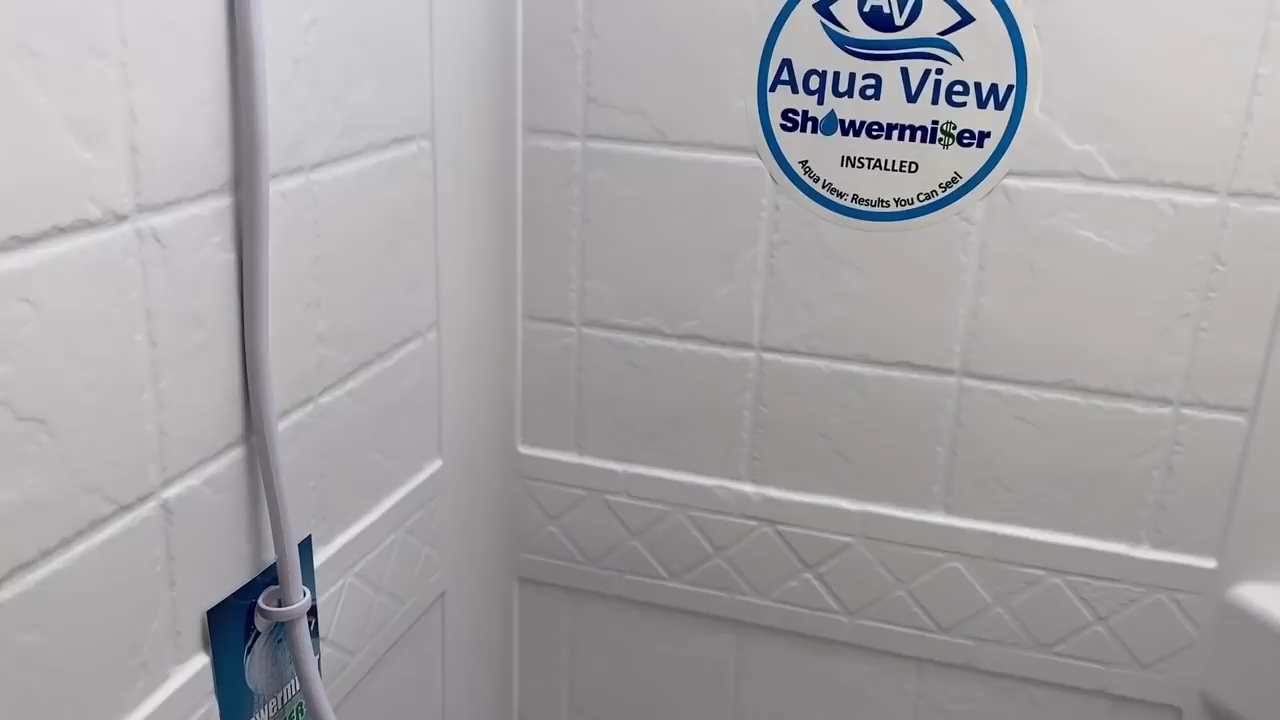 AV
Aqua View
Showermi$er
INSTALLED
Aqua View: Results You Can See!